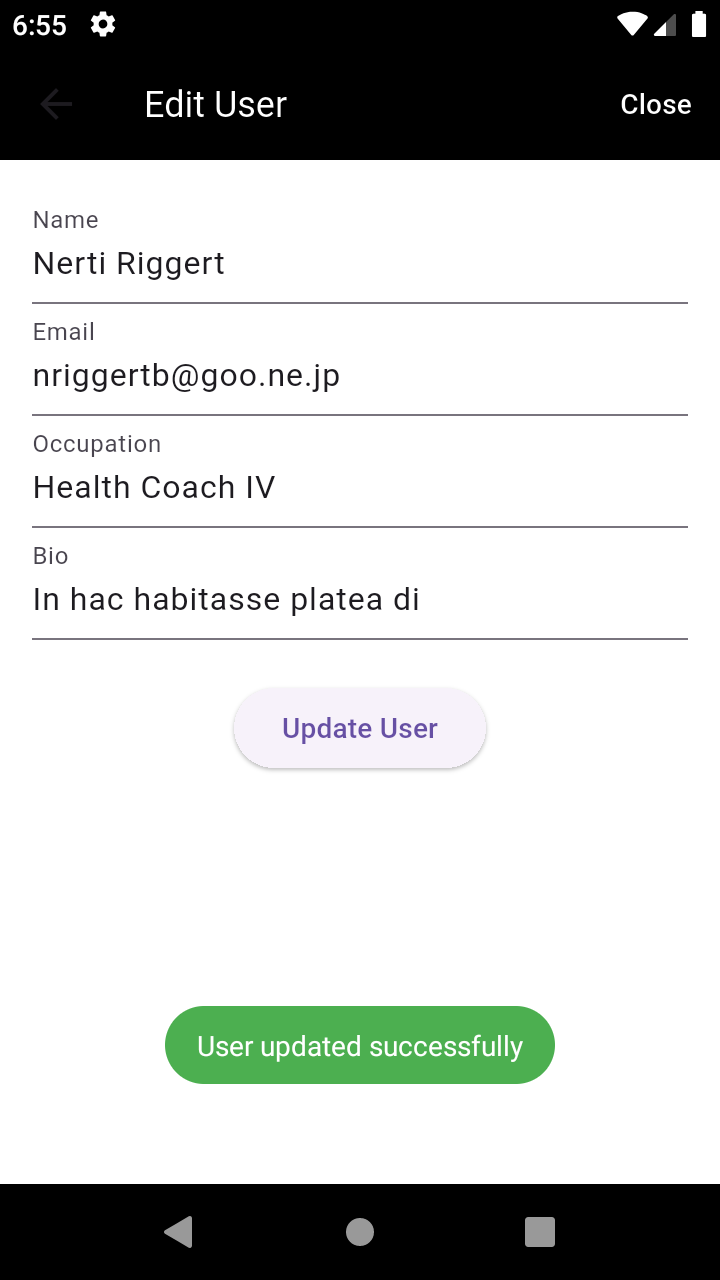 6:55
Edit User
Close
Name
Nerti Riggert
Email
nriggertb@goo.ne.jp
Occupation
Health Coach IV
Bio
In hac habitasse platea di
Update User
User updated successfully